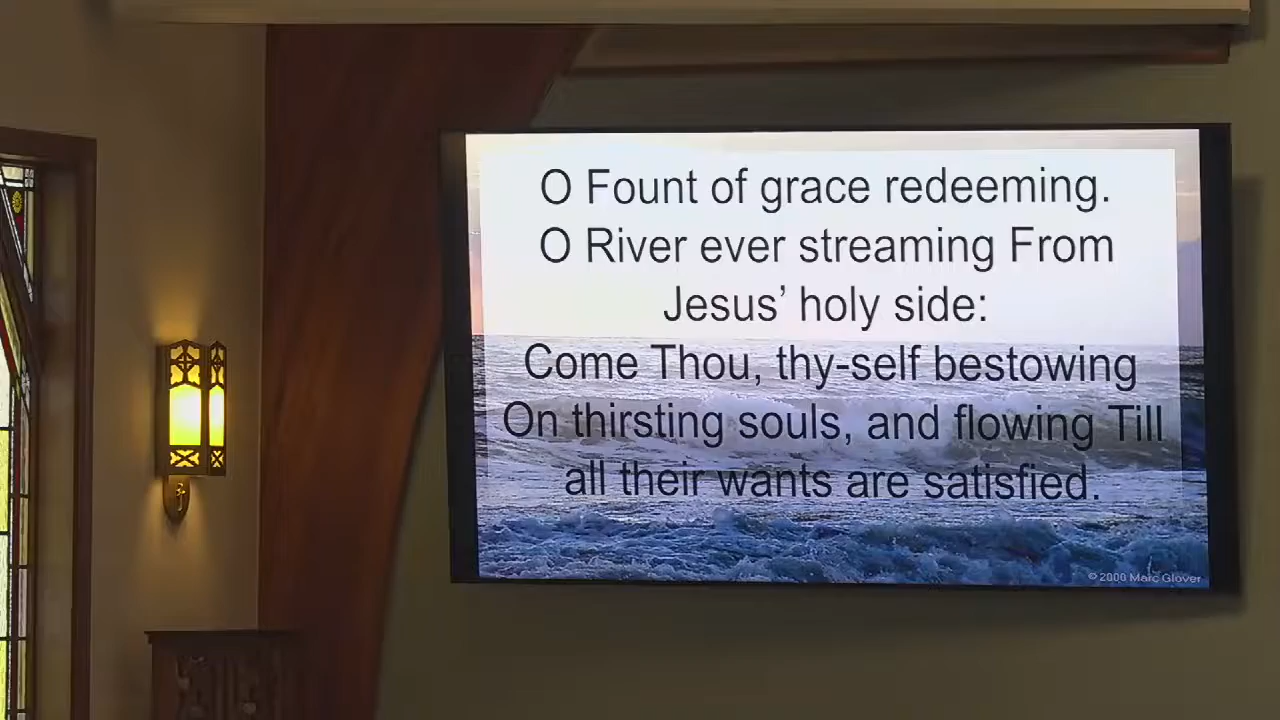 O Fount of grace redeeming.
O River ever streaming From
Jesus’ holy side:
Come Thou, thy-self bestowing
On thirsting souls, and flowing Till
all their wants are satisfied.
© 2000 Marc Glover